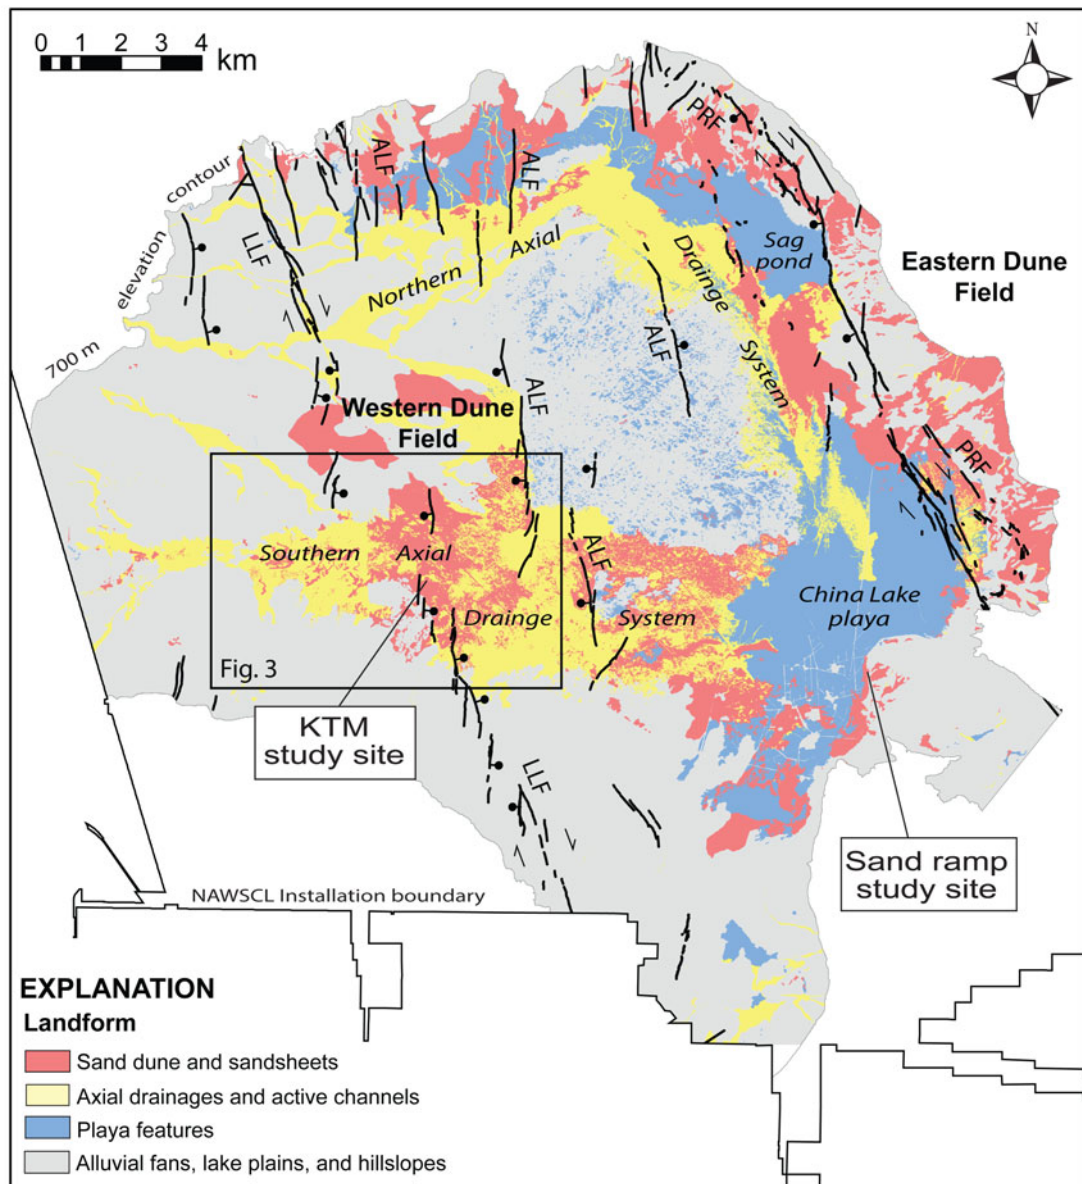 0 1 2 3 4
km
N
PRF
ALF
ALF
contour
elevation
LLF
Sag
pond
Eastern Dune
Field
Northern
Axial
Drainge
System
ALF
700 m
ALF
Western Dune
Field
PRF
Southern
Axial
Drainge
System
ALF
China Lake
playa
Fig. 3
KTM
study site
LLF
Sand ramp
study site
NAWSCL Installation boundary
EXPLANATION
Landform
Sand dune and sandsheets
Axial drainages and active channels
Playa features
Alluvial fans, lake plains, and hillslopes